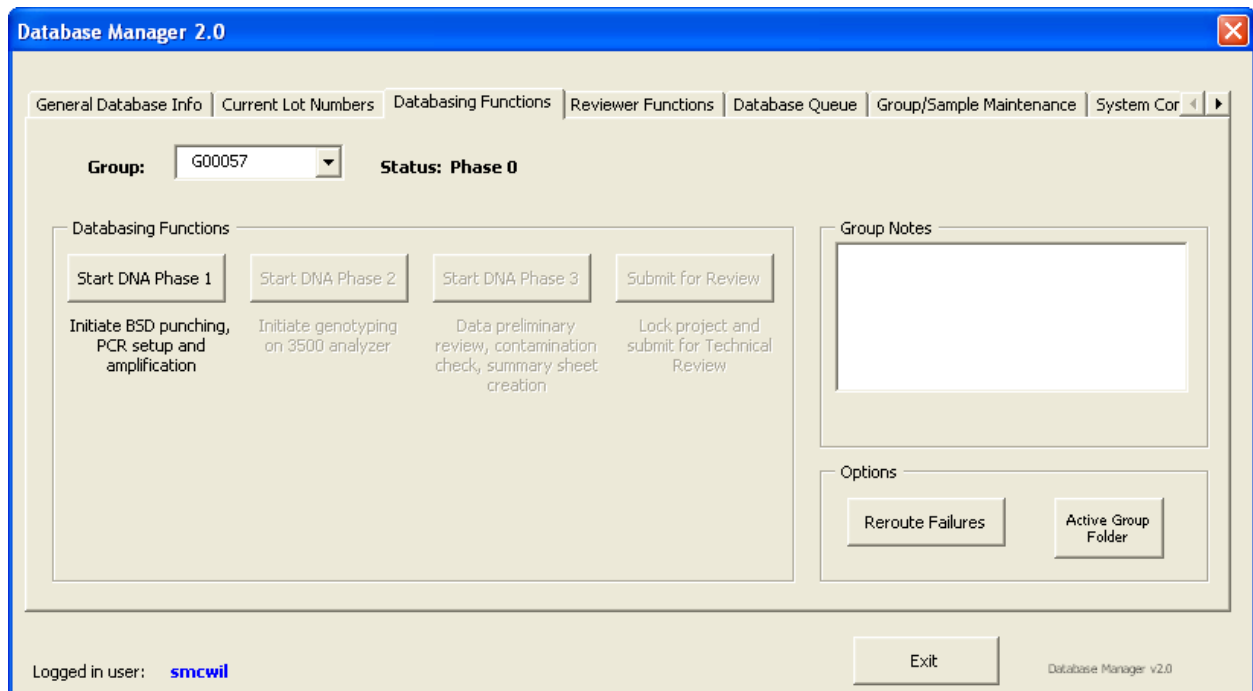 Database Manager 2.0
General Database Info Current Lot Numbers Databasing Functions Reviewer Functions Database Queue Group/Sample Maintenance System Cor
Group: G00057 Status: Phase 0
Databasing Functions
Start DNA Phase 1 Start DNA Phase 2 Start DNA Phase 3 Submit for Review
Initiate BSD punching,
PCR setup and
amplification
Initiate genotyping
on 3500 analyzer
Data preliminary
review, contamination
check, summary sheet
creation
Lock project and
submit for Technical
Review
Group Notes
Options
Reroute Failures
Active Group
Folder
Logged in user: smcwil
Exit
Database Manager v2.0